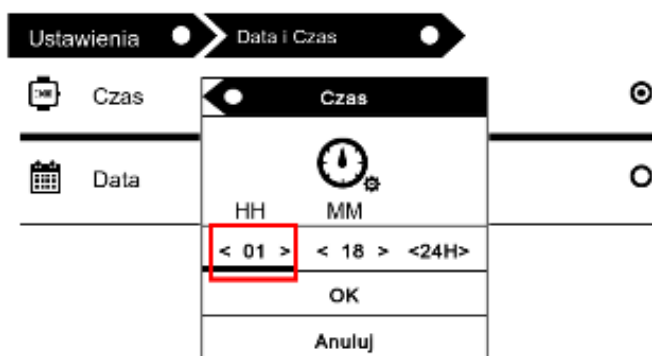 Ustawienia Data i Czas
Czas
Czas
Data
HH MM
< 01 > < 18 > <24H>
OK
Anuluj